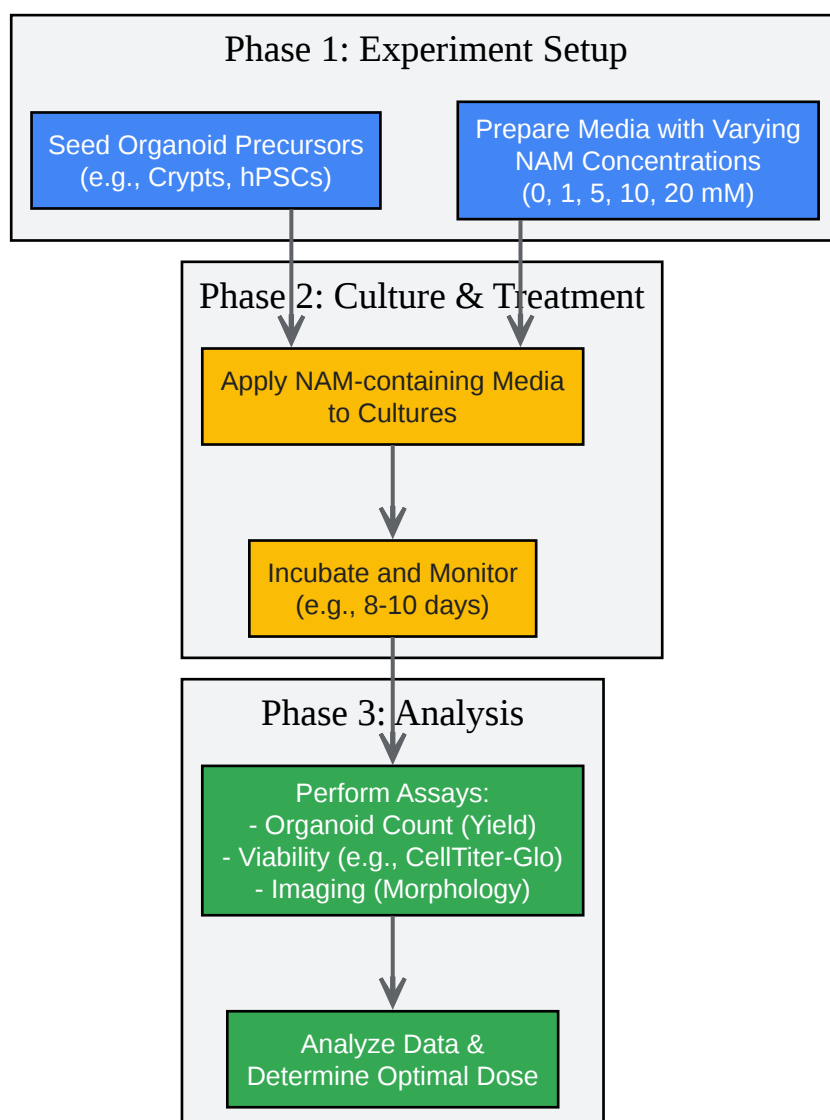 Phase 1: Experiment Setup
Seed Organoid Precursors
(e.g., Crypts, hPSCs)
Prepare Media with Varying
NAM Concentrations
(0, 1, 5, 10, 20 mM)
Phase 2: Culture & Treatment
Apply NAM-containing Media
to Cultures
Incubate and Monitor
(e.g., 8-10 days)
Phase 3: Analysis
Perform Assays:
- Organoid Count (Yield)
- Viability (e.g., CellTiter-Glo)
- Imaging (Morphology)
Analyze Data &
Determine Optimal Dose